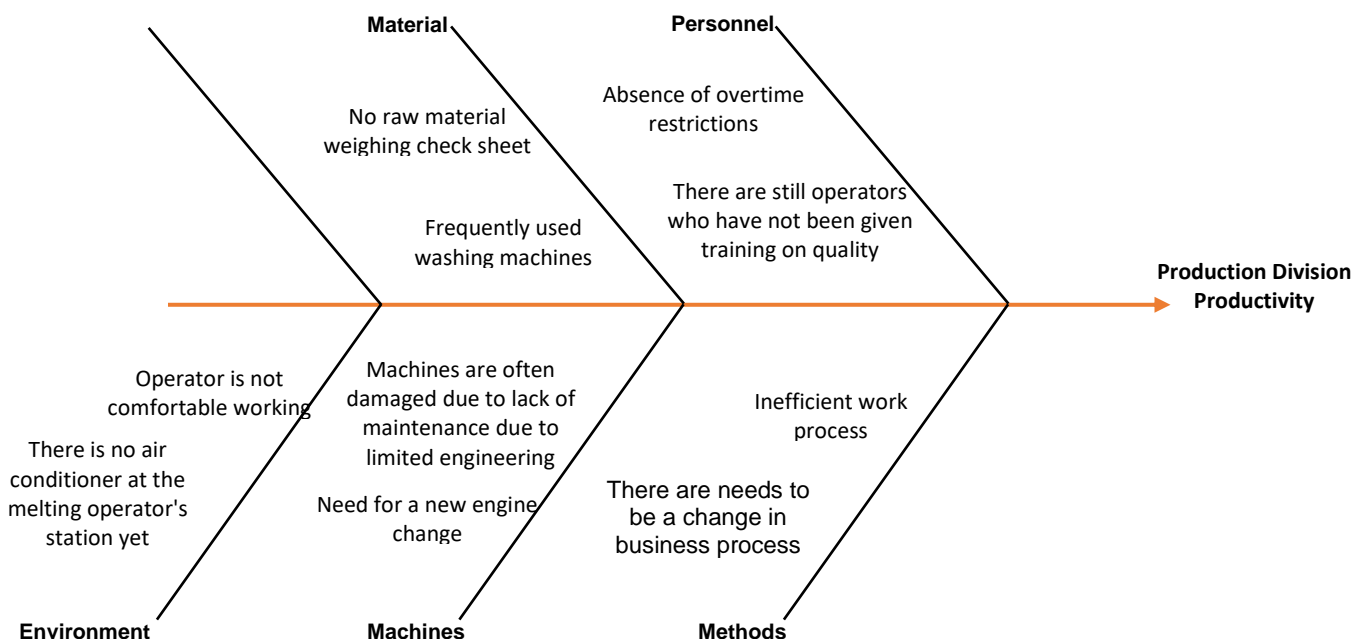 Material
Personnel
No raw material
weighing check sheet
Absence of overtime
restrictions
Frequently used
washing machines
There are still operators
who have not been given
training on quality
Production Division
Productivity
Operator is not
comfortable working
There is no air
conditioner at the
melting operator's
station yet
Machines are often
damaged due to lack of
maintenance due to
limited engineering
Need for a new engine
change
Inefficient work
process
There are needs to
be a change in
business process
Environment
Machines
Methods